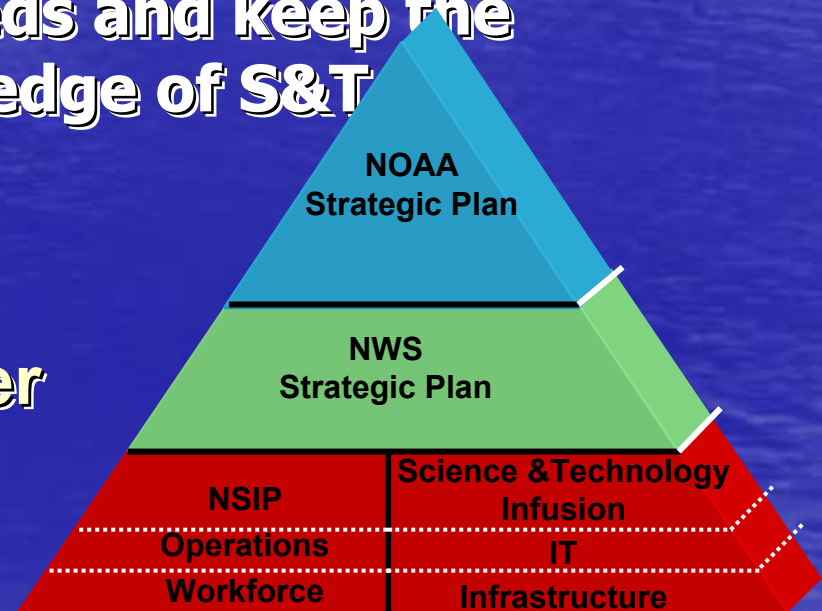 eds and keep the
edge of S&T
NOAA
Strategic Plan
er
NWS
Strategic Plan
NSIP
Science &Technology
Infusion
Operations
IT
Workforce
Infrastructure